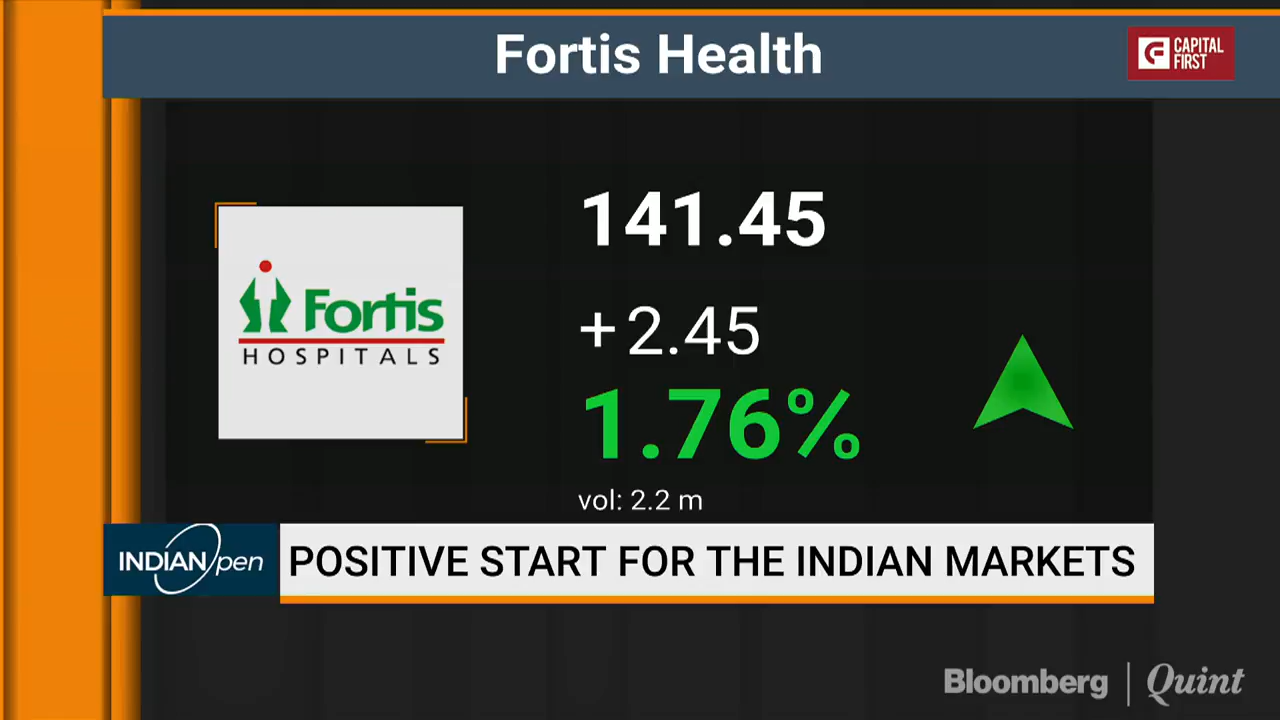 Fortis Health
CAPITAL
FIRST
141.45
+2.45
1.76%
Fortis
HOSPITALS
vol: 2.2 m
INDIAN Open
POSITIVE START FOR THE INDIAN MARKETS
Bloomberg | Quint